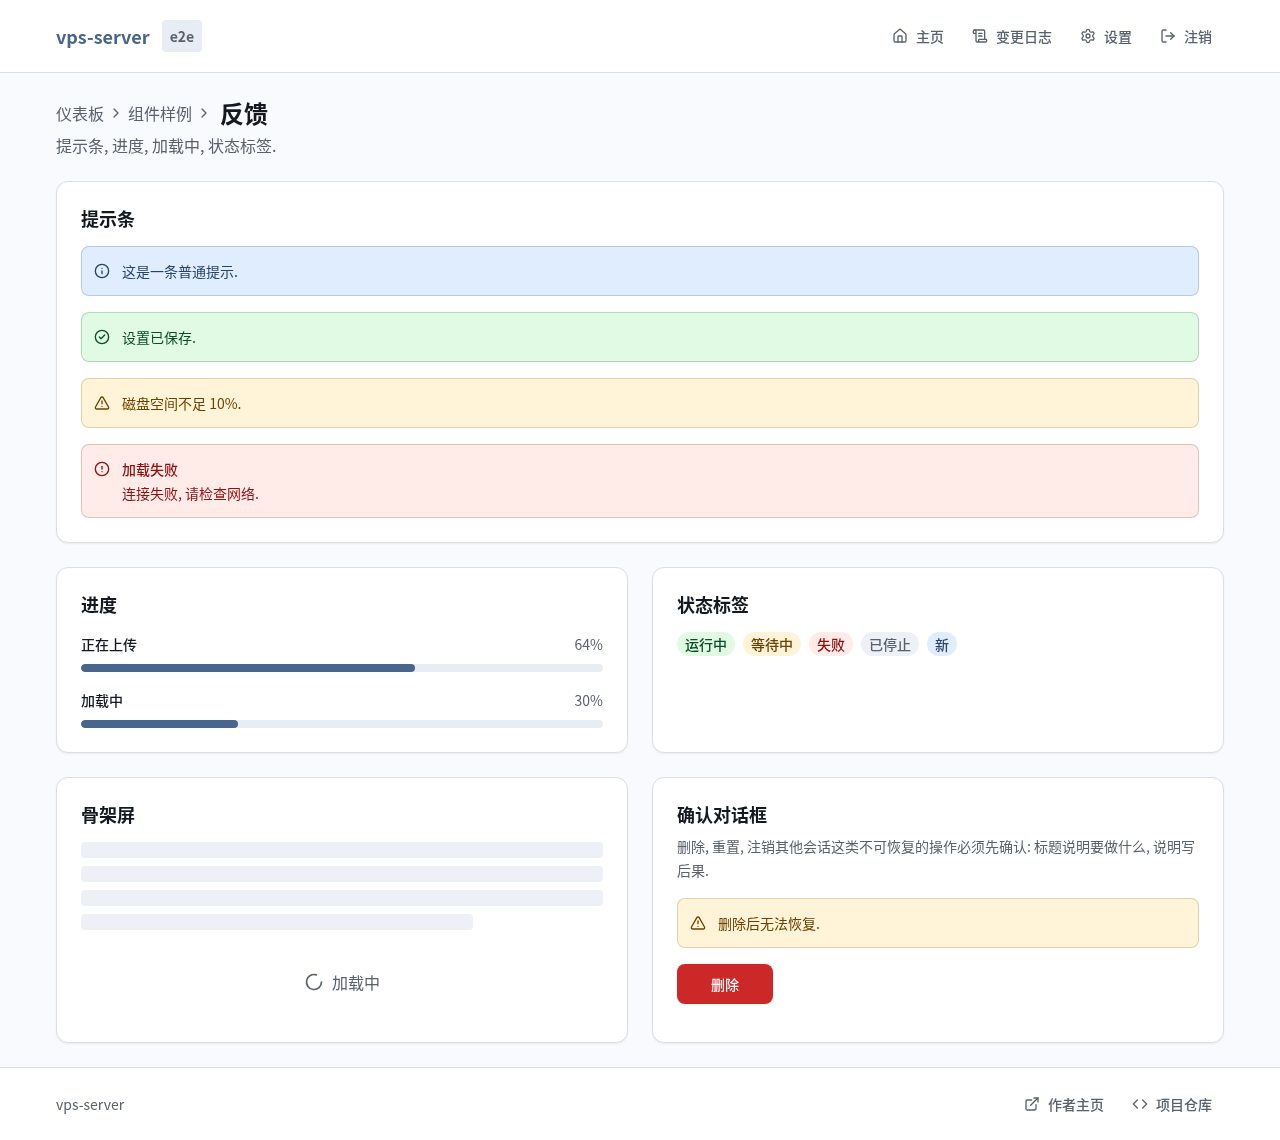 vps-server e2e 主页 变更日志 设置 注销
仪表板 组件样例 反馈
提示条, 进度, 加载中, 状态标签.
提示条
这是一条普通提示.
设置已保存.
磁盘空间不足 10%.
加载失败
连接失败, 请检查网络.
进度
正在上传 64%
加载中 30%
状态标签
运行中 等待中 失败 已停止 新
骨架屏
加载中
确认对话框
删除, 重置, 注销其他会话这类不可恢复的操作必须先确认: 标题说明要做什么, 说明写
后果.
删除后无法恢复.
删除
vps-server 作者主页 项目仓库